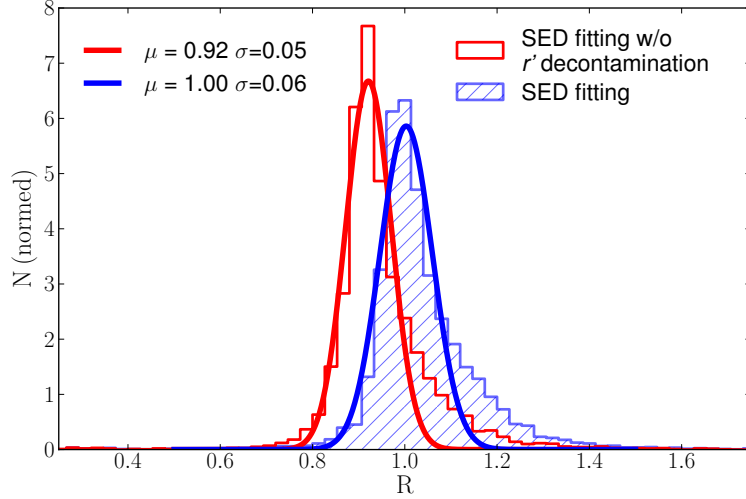 μ = 0.92 σ=0.05
μ = 1.00 σ=0.06
SED fitting w/o
r' decontamination
SED fitting
N (normed)
8
7
6
5
4
3
2
1
0
0.4 0.6 0.8 1.0 1.2 1.4 1.6
R